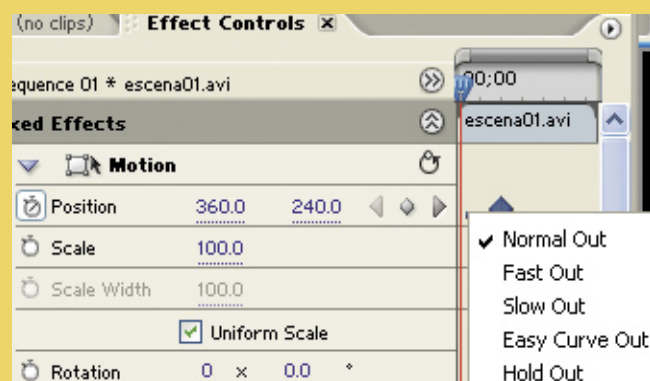 (no clips) Effect Controls
equence 01 * escena01.avi 00;00
xed Effects escena01.avi
Motion
Position 360.0 240.0
Scale 100.0
Scale Width 100.0
Uniform Scale
Rotation 0 x 0.0 °
Normal Out
Fast Out
Slow Out
Easy Curve Out
Hold Out